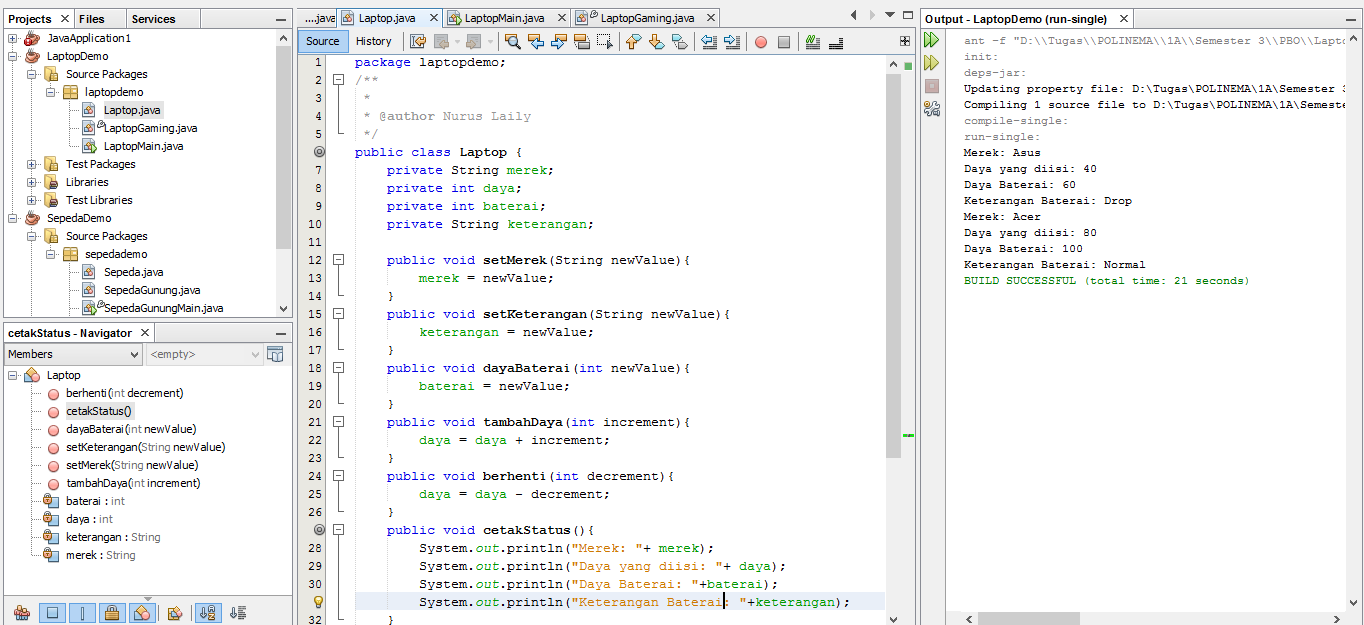 Projects Files Services
JavaApplication1
LaptopDemo
Source Packages
laptopdemo
Laptop.java
LaptopGaming.java
LaptopMain.java
Test Packages
Libraries
Test Libraries
SepedaDemo
Source Packages
sepedademo
Sepeda.java
SepedaGunung.java
SepedaGunungMain.java
cetakStatus - Navigator
Members <empty>
Laptop
berhenti(int decrement)
cetakStatus()
dayaBaterai(int newValue)
setKeterangan(String newValue)
setMerek(String newValue)
tambahDaya(int increment)
baterai : int
daya : int
keterangan : String
merek : String
....java Laptop.java LaptopMain.java LaptopGaming.java
Source History
1 package laptopdemo;
2 /**
3 *
4 * @author Nurus Laily
5 */
public class Laptop {
7 private String merek;
8 private int daya;
9 private int baterai;
10 private String keterangan;
11
12 public void setMerek(String newValue){
13 merek = newValue;
14 }
15 public void setKeterangan(String newValue){
16 keterangan = newValue;
17 }
18 public void dayaBaterai(int newValue){
19 baterai = newValue;
20 }
21 public void tambahDaya(int increment){
22 daya = daya + increment;
23 }
24 public void berhenti(int decrement){
25 daya = daya - decrement;
26 }
public void cetakStatus(){
28 System.out.println("Merek: "+ merek);
29 System.out.println("Daya yang diisi: "+ daya);
30 System.out.println("Daya Baterai: "+baterai);
System.out.println("Keterangan Baterai: "+keterangan);
32 }
Output - LaptopDemo (run-single)
ant -f "D:\\Tugas\\POLINEMA\\1A\\Semester 3\\PBO\\Lapto
init:
deps-jar:
Updating property file: D:\Tugas\POLINEMA\1A\Semester 3
Compiling 1 source file to D:\Tugas\POLINEMA\1A\Semeste
compile-single:
run-single:
Merek: Asus
Daya yang diisi: 40
Daya Baterai: 60
Keterangan Baterai: Drop
Merek: Acer
Daya yang diisi: 80
Daya Baterai: 100
Keterangan Baterai: Normal
BUILD SUCCESSFUL (total time: 21 seconds)